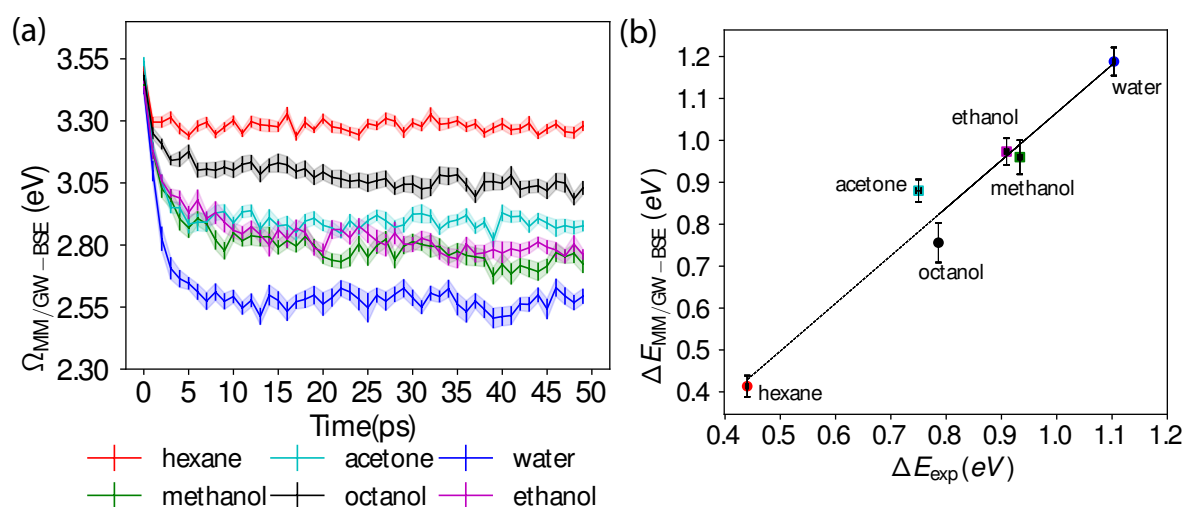 (a)
3.55
3.30
3.05
2.80
2.55
2.30
Ω_MM/GW−BSE (eV)
0 5 10 15 20 25 30 35 40 45 50
Time(ps)
hexane acetone water
methanol octanol ethanol
(b)
1.2
1.1
1.0
0.9
0.8
0.7
0.6
0.5
0.4
ΔE_MM/GW−BSE (eV)
water
ethanol
methanol
acetone
octanol
hexane
0.4 0.5 0.6 0.7 0.8 0.9 1.0 1.1 1.2
ΔE_exp (eV)